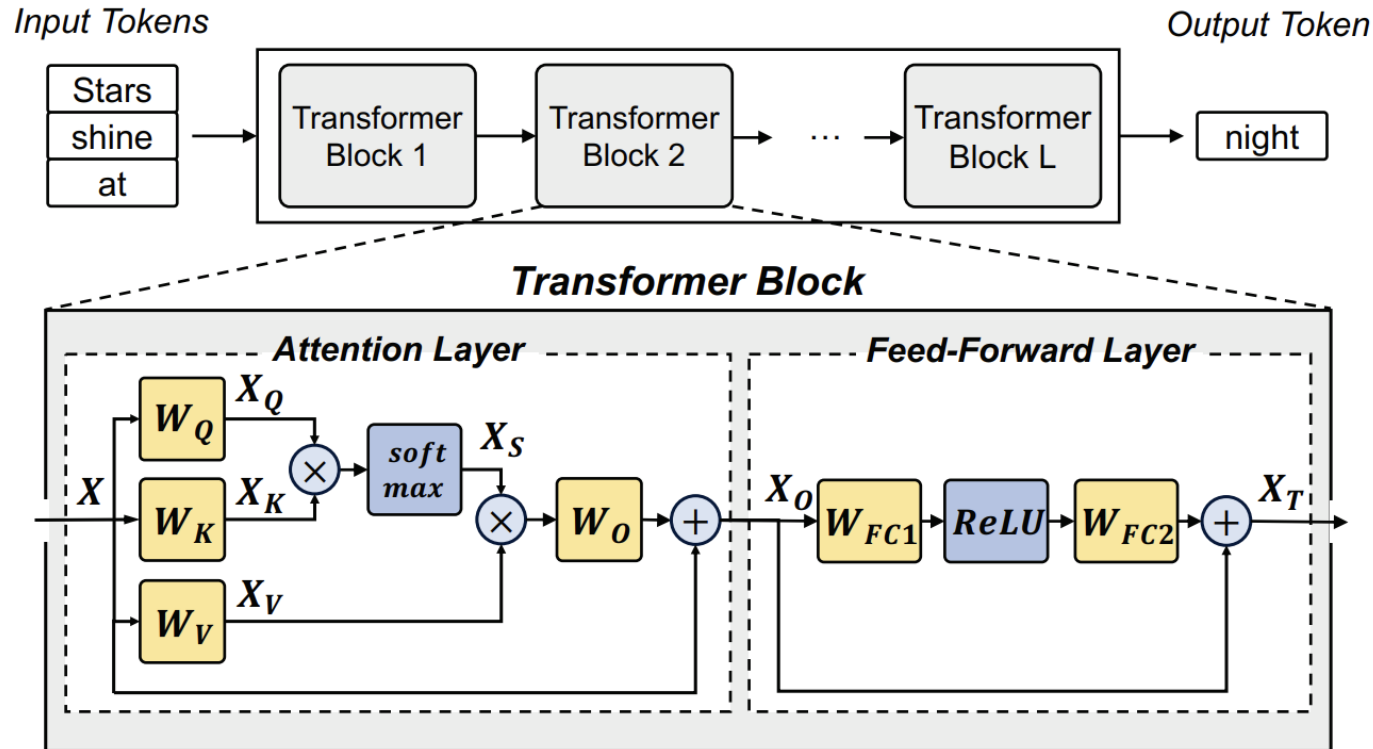 Input Tokens
Output Token
Stars
shine
at
Transformer
Block 1
Transformer
Block 2
...
Transformer
Block L
night
Transformer Block
Attention Layer
Feed-Forward Layer
X
W_Q
X_Q
W_K
X_K
W_V
X_V
×
soft
max
X_S
×
W_O
+
X_O
W_FC1
ReLU
W_FC2
+
X_T